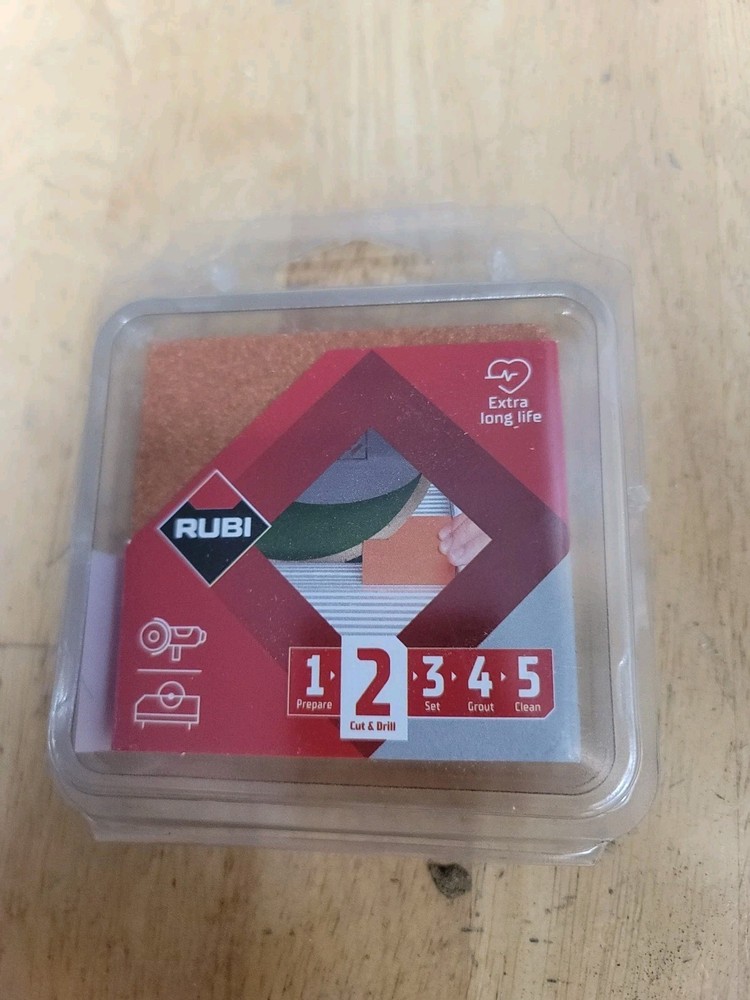 Extra
long life
RUBI
1 2 3 4 5
Prepare Cut & Drill Set Grout Clean